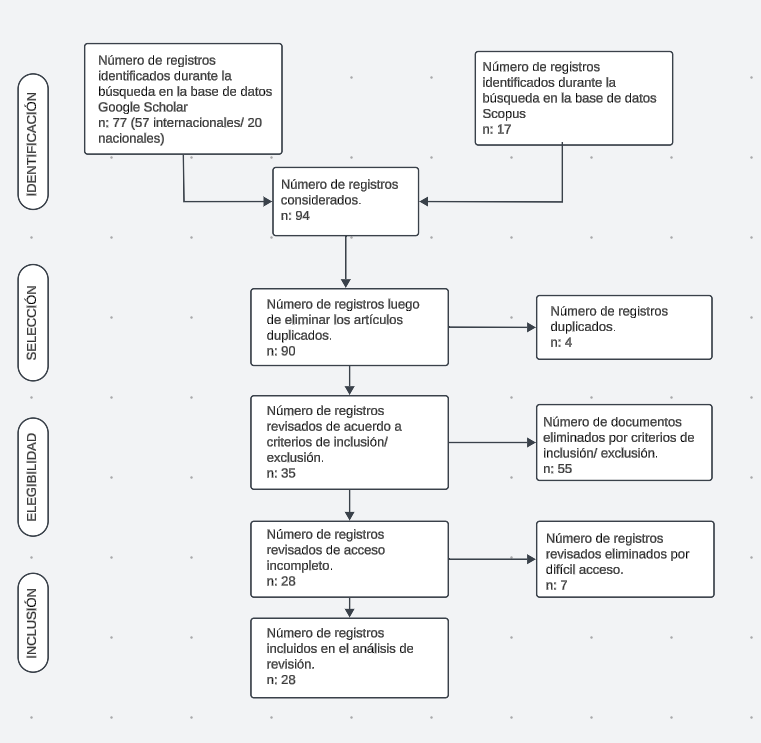 IDENTIFICACIÓN
Número de registros
identificados durante la
búsqueda en la base de datos
Google Scholar
n: 77 (57 internacionales/ 20
nacionales)
Número de registros
identificados durante la
búsqueda en la base de datos
Scopus
n: 17
Número de registros
considerados.
n: 94
SELECCIÓN
Número de registros luego
de eliminar los artículos
duplicados.
n: 90
Número de registros
duplicados.
n: 4
ELEGIBILIDAD
Número de registros
revisados de acuerdo a
criterios de inclusión/
exclusión.
n: 35
Número de documentos
eliminados por criterios de
inclusión/ exclusión.
n: 55
Número de registros
revisados de acceso
incompleto.
n: 28
Número de registros
revisados eliminados por
difícil acceso.
n: 7
INCLUSIÓN
Número de registros
incluidos en el análisis de
revisión.
n: 28